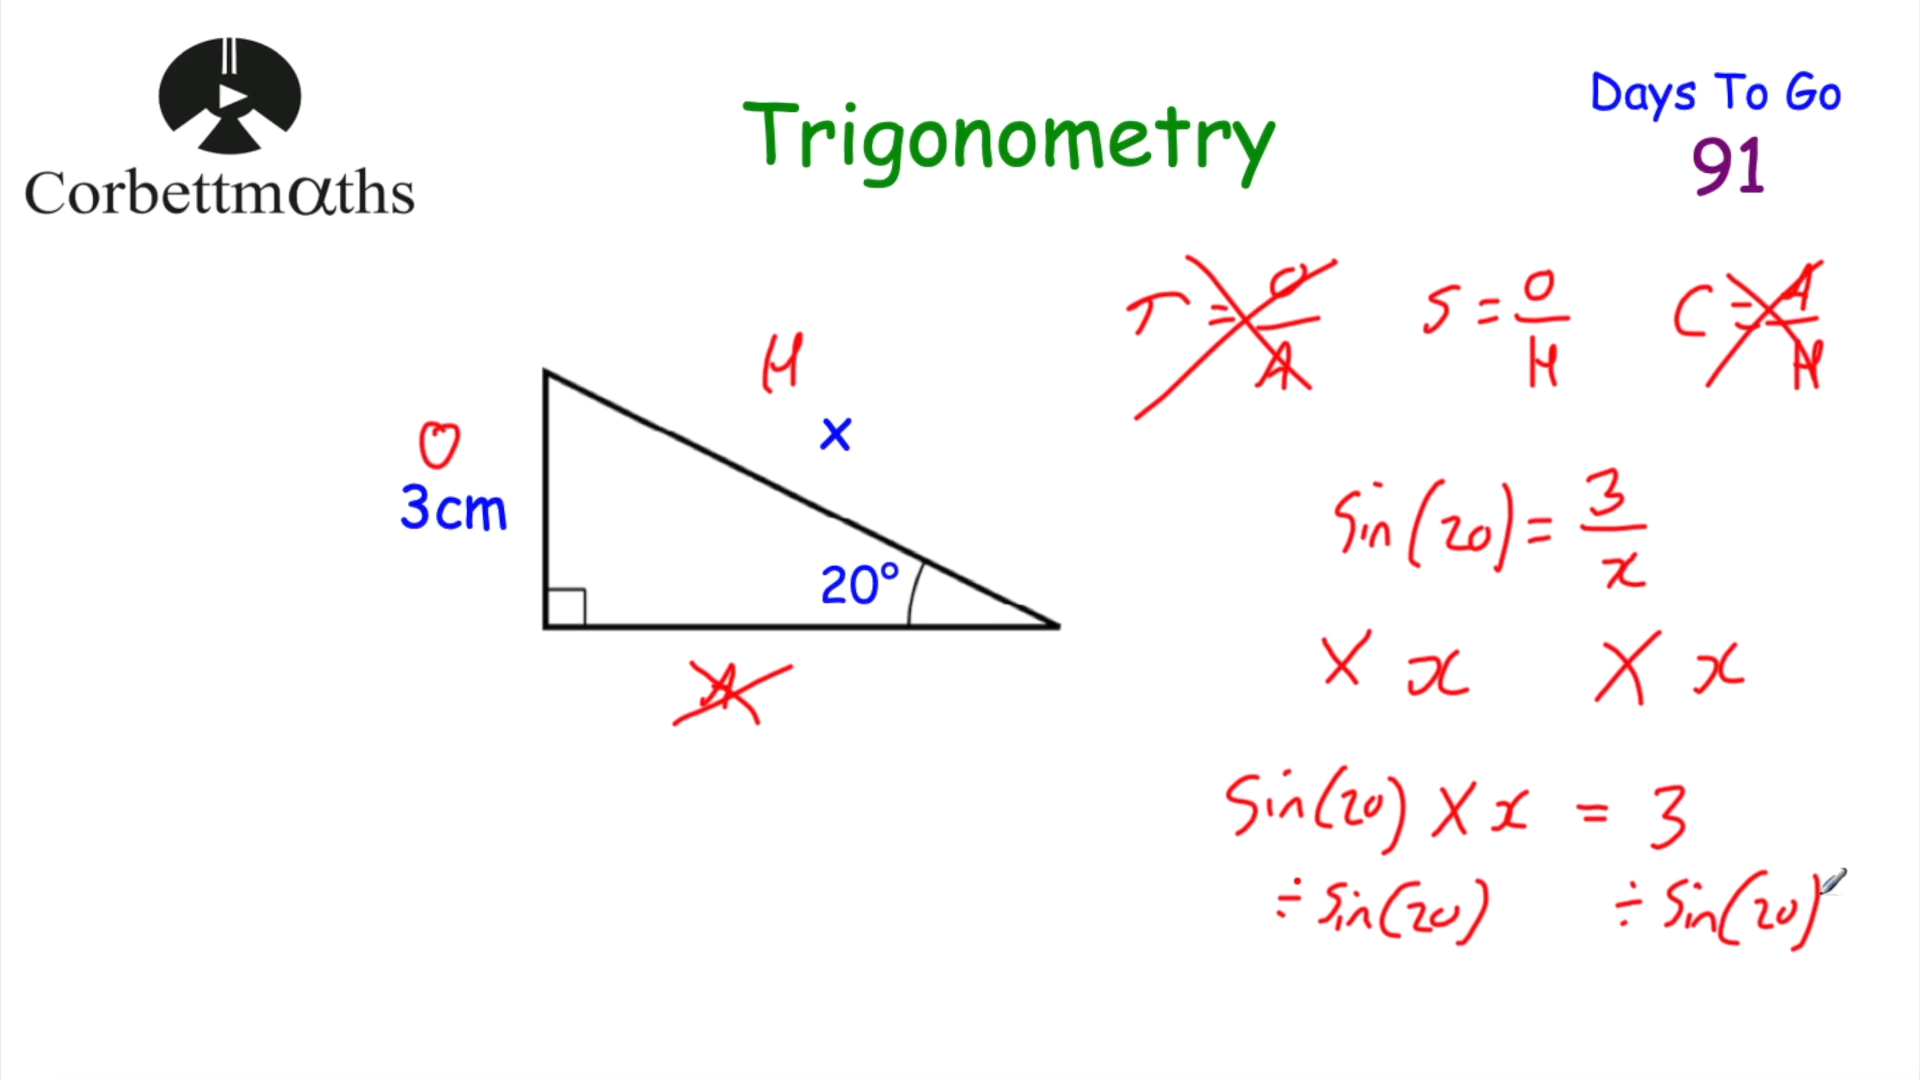 Corbettmαths
Trigonometry
Days To Go
91
T = O/A
S = O/H
C = A/H
H
x
O
3cm
20°
A
Sin(20) = 3/x
× x × x
Sin(20) × x = 3
÷ Sin(20) ÷ Sin(20)